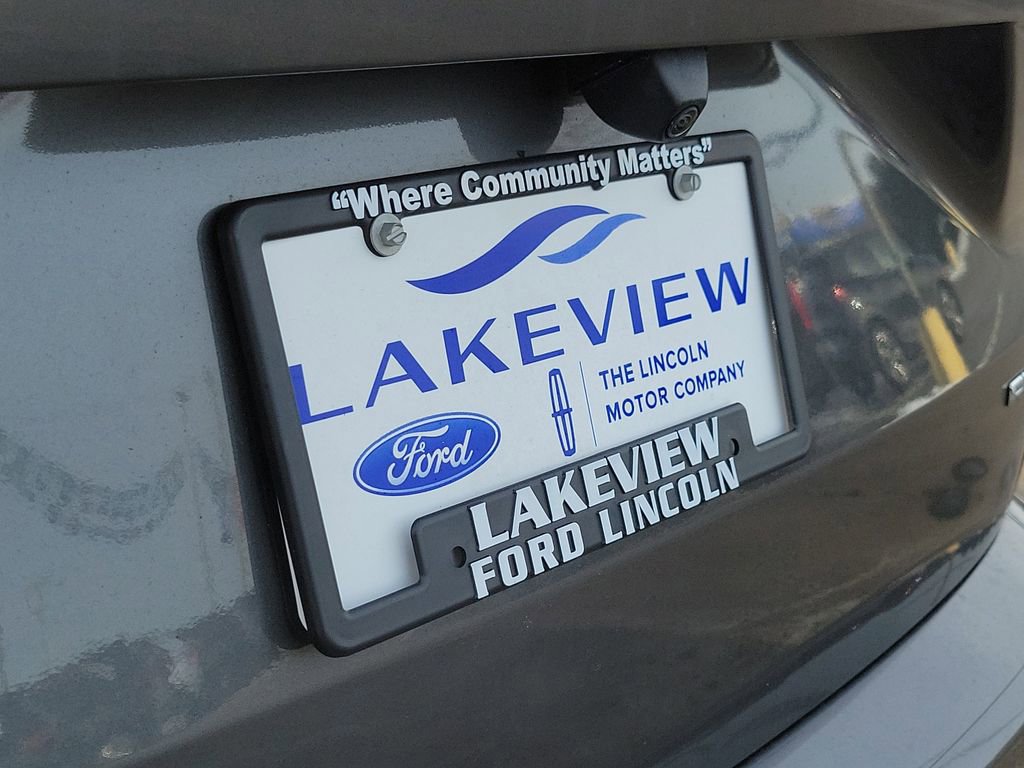 “Where Community Matters”
LAKEVIEW
Ford
THE LINCOLN
MOTOR COMPANY
LAKEVIEW
FORD LINCOLN